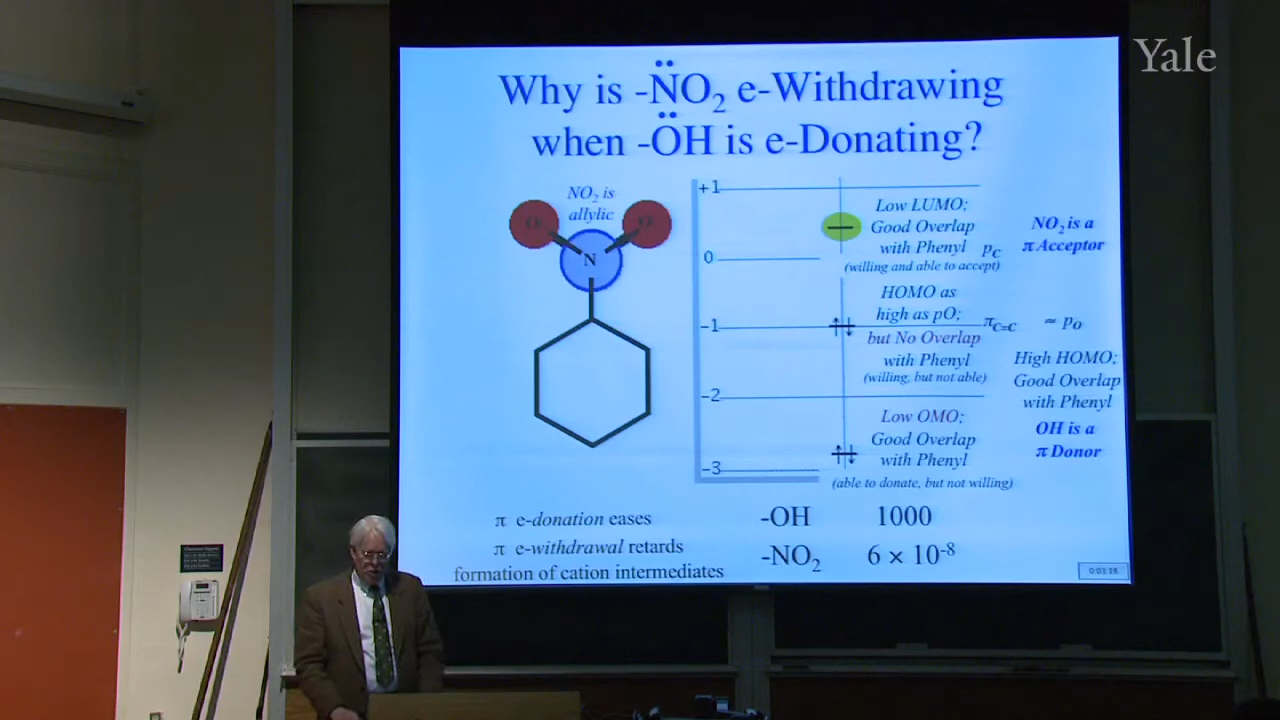 Yale
Why is -N̈O₂ e-Withdrawing
when -ÖH is e-Donating?
NO₂ is
allylic
O
O
N
+1
0
-1
-2
-3
Low LUMO;
Good Overlap
with Phenyl
(willing and able to accept)
pC
NO₂ is a
π Acceptor
HOMO as
high as pO;
but No Overlap
with Phenyl
(willing, but not able)
πC=C
≈ pO
High HOMO;
Good Overlap
with Phenyl
OH is a
π Donor
Low OMO;
Good Overlap
with Phenyl
(able to donate, but not willing)
π e-donation eases
π e-withdrawal retards
formation of cation intermediates
-OH 1000
-NO₂ 6 × 10⁻⁸